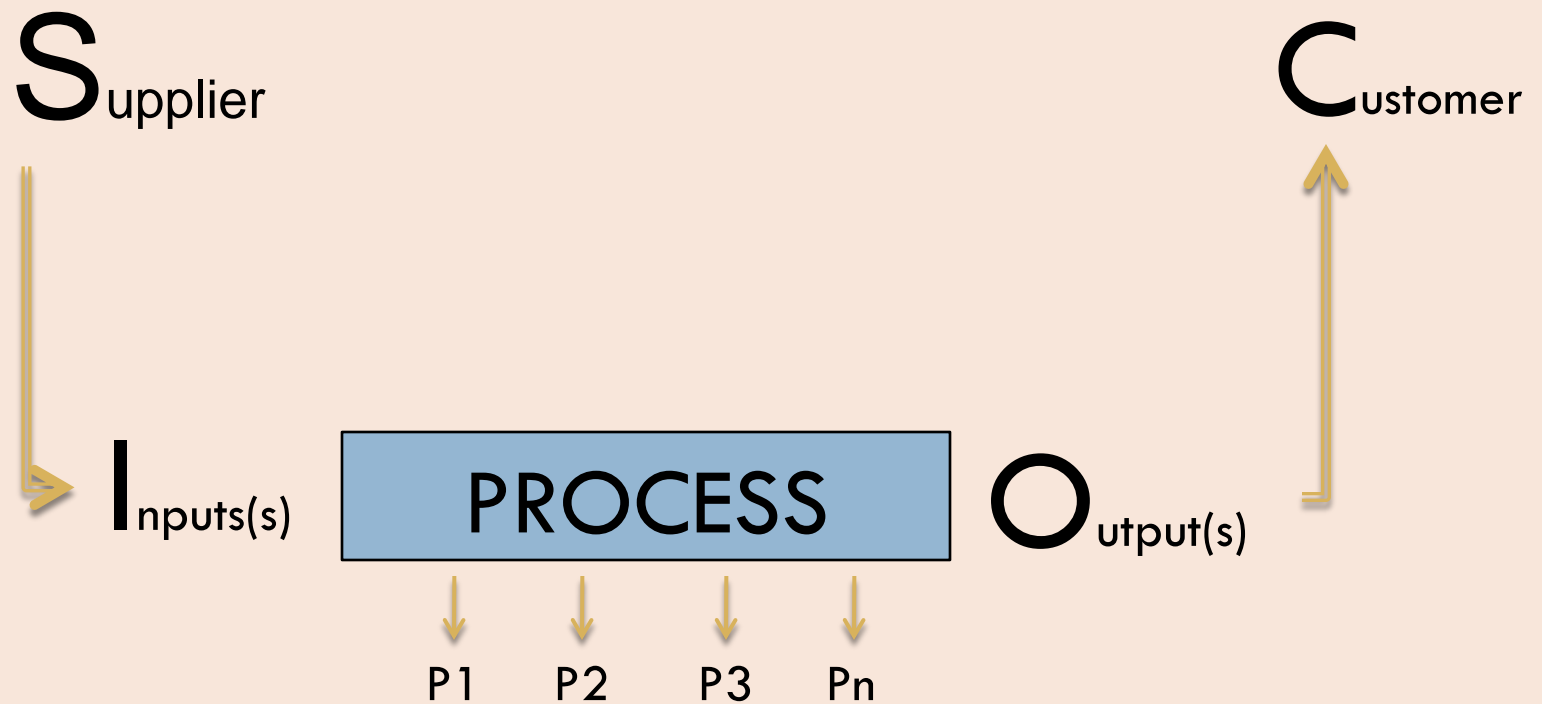 Supplier
Customer
Inputs(s)
PROCESS
Output(s)
P1 P2 P3 Pn